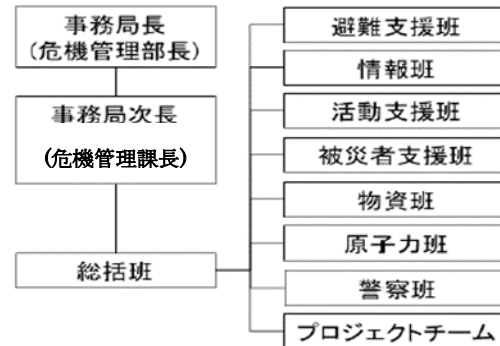 事務局長
(危機管理部長)
事務局次長
(危機管理課長)
総括班
避難支援班
情報班
活動支援班
被災者支援班
物資班
原子力班
警察班
プロジェクトチーム